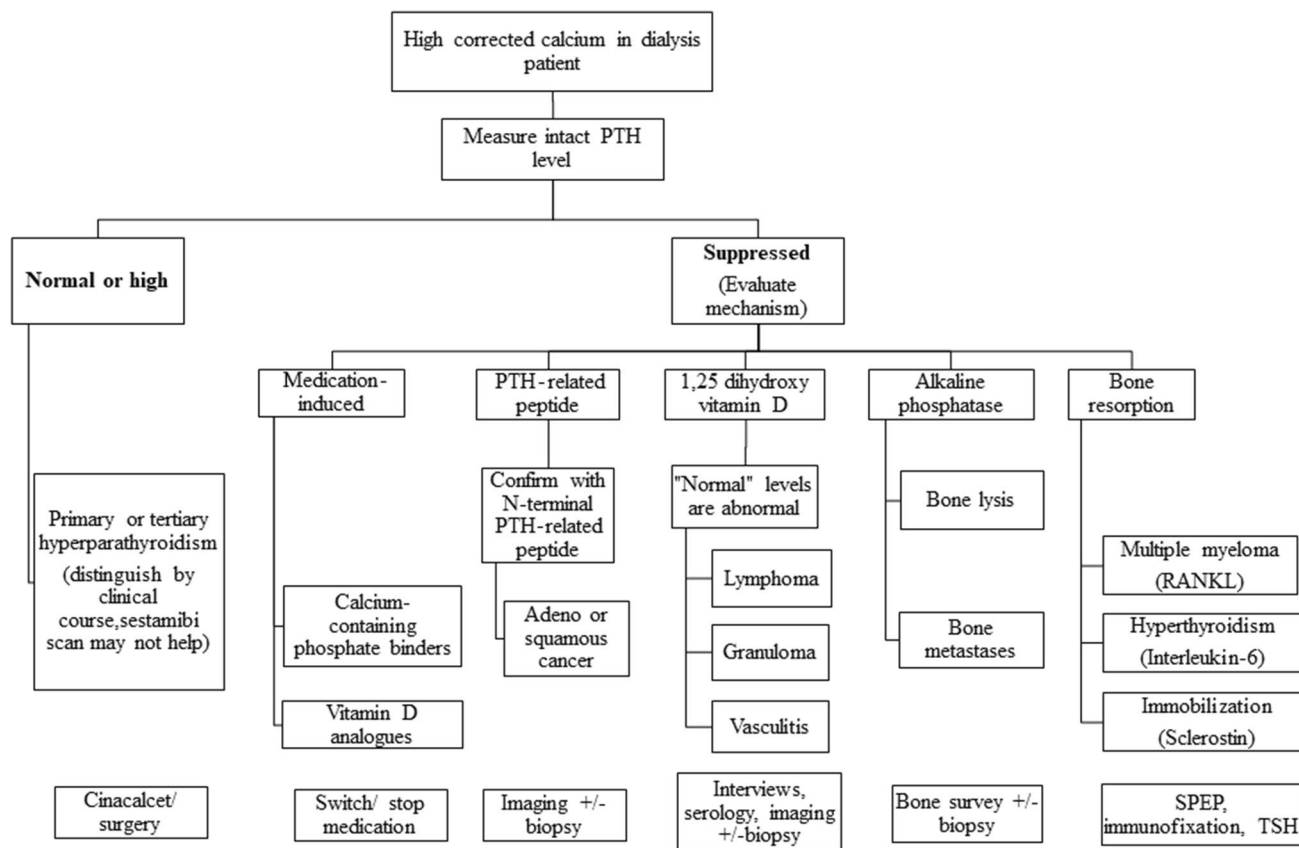 High corrected calcium in dialysis
patient
Measure intact PTH
level
Normal or high
Suppressed
(Evaluate
mechanism)
Medication-
induced
PTH-related
peptide
1,25 dihydroxy
vitamin D
Alkaline
phosphatase
Bone
resorption
Primary or tertiary
hyperparathyroidism
(distinguish by
clinical
course,sestamibi
scan may not help)
Calcium-
containing
phosphate binders
Vitamin D
analogues
Confirm with
N-terminal
PTH-related
peptide
Adeno or
squamous
cancer
"Normal" levels
are abnormal
Lymphoma
Granuloma
Vasculitis
Bone lysis
Bone
metastases
Multiple myeloma
(RANKL)
Hyperthyroidism
(Interleukin-6)
Immobilization
(Sclerostin)
Cinacalcet/
surgery
Switch/ stop
medication
Imaging +/-
biopsy
Interviews,
serology, imaging
+/-biopsy
Bone survey +/-
biopsy
SPEP,
immunofixation, TSH